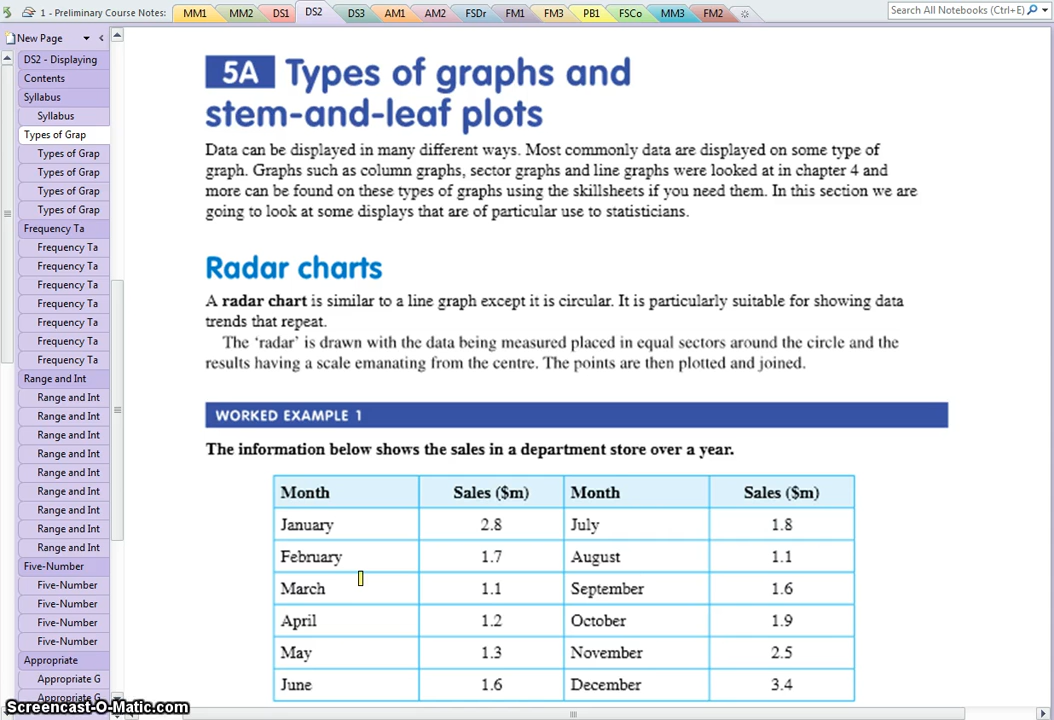 1 - Preliminary Course Notes:
MM1
MM2
DS1
DS2
DS3
AM1
AM2
FSDr
FM1
FM3
PB1
FSCo
MM3
FM2
Search All Notebooks (Ctrl+E)
New Page
DS2 - Displaying
Contents
Syllabus
Syllabus
Types of Grap
Types of Grap
Types of Grap
Types of Grap
Types of Grap
Frequency Ta
Frequency Ta
Frequency Ta
Frequency Ta
Frequency Ta
Frequency Ta
Frequency Ta
Frequency Ta
Range and Int
Range and Int
Range and Int
Range and Int
Range and Int
Range and Int
Range and Int
Range and Int
Range and Int
Range and Int
Five-Number
Five-Number
Five-Number
Five-Number
Five-Number
Appropriate
Appropriate G
Appropriate G
5A Types of graphs and
stem-and-leaf plots
Data can be displayed in many different ways. Most commonly data are displayed on some type of
graph. Graphs such as column graphs, sector graphs and line graphs were looked at in chapter 4 and
more can be found on these types of graphs using the skillsheets if you need them. In this section we are
going to look at some displays that are of particular use to statisticians.
Radar charts
A radar chart is similar to a line graph except it is circular. It is particularly suitable for showing data
trends that repeat.
The ‘radar’ is drawn with the data being measured placed in equal sectors around the circle and the
results having a scale emanating from the centre. The points are then plotted and joined.
WORKED EXAMPLE 1
The information below shows the sales in a department store over a year.
Month Sales ($m) Month Sales ($m)
January 2.8 July 1.8
February 1.7 August 1.1
March 1.1 September 1.6
April 1.2 October 1.9
May 1.3 November 2.5
June 1.6 December 3.4
Screencast-O-Matic.com